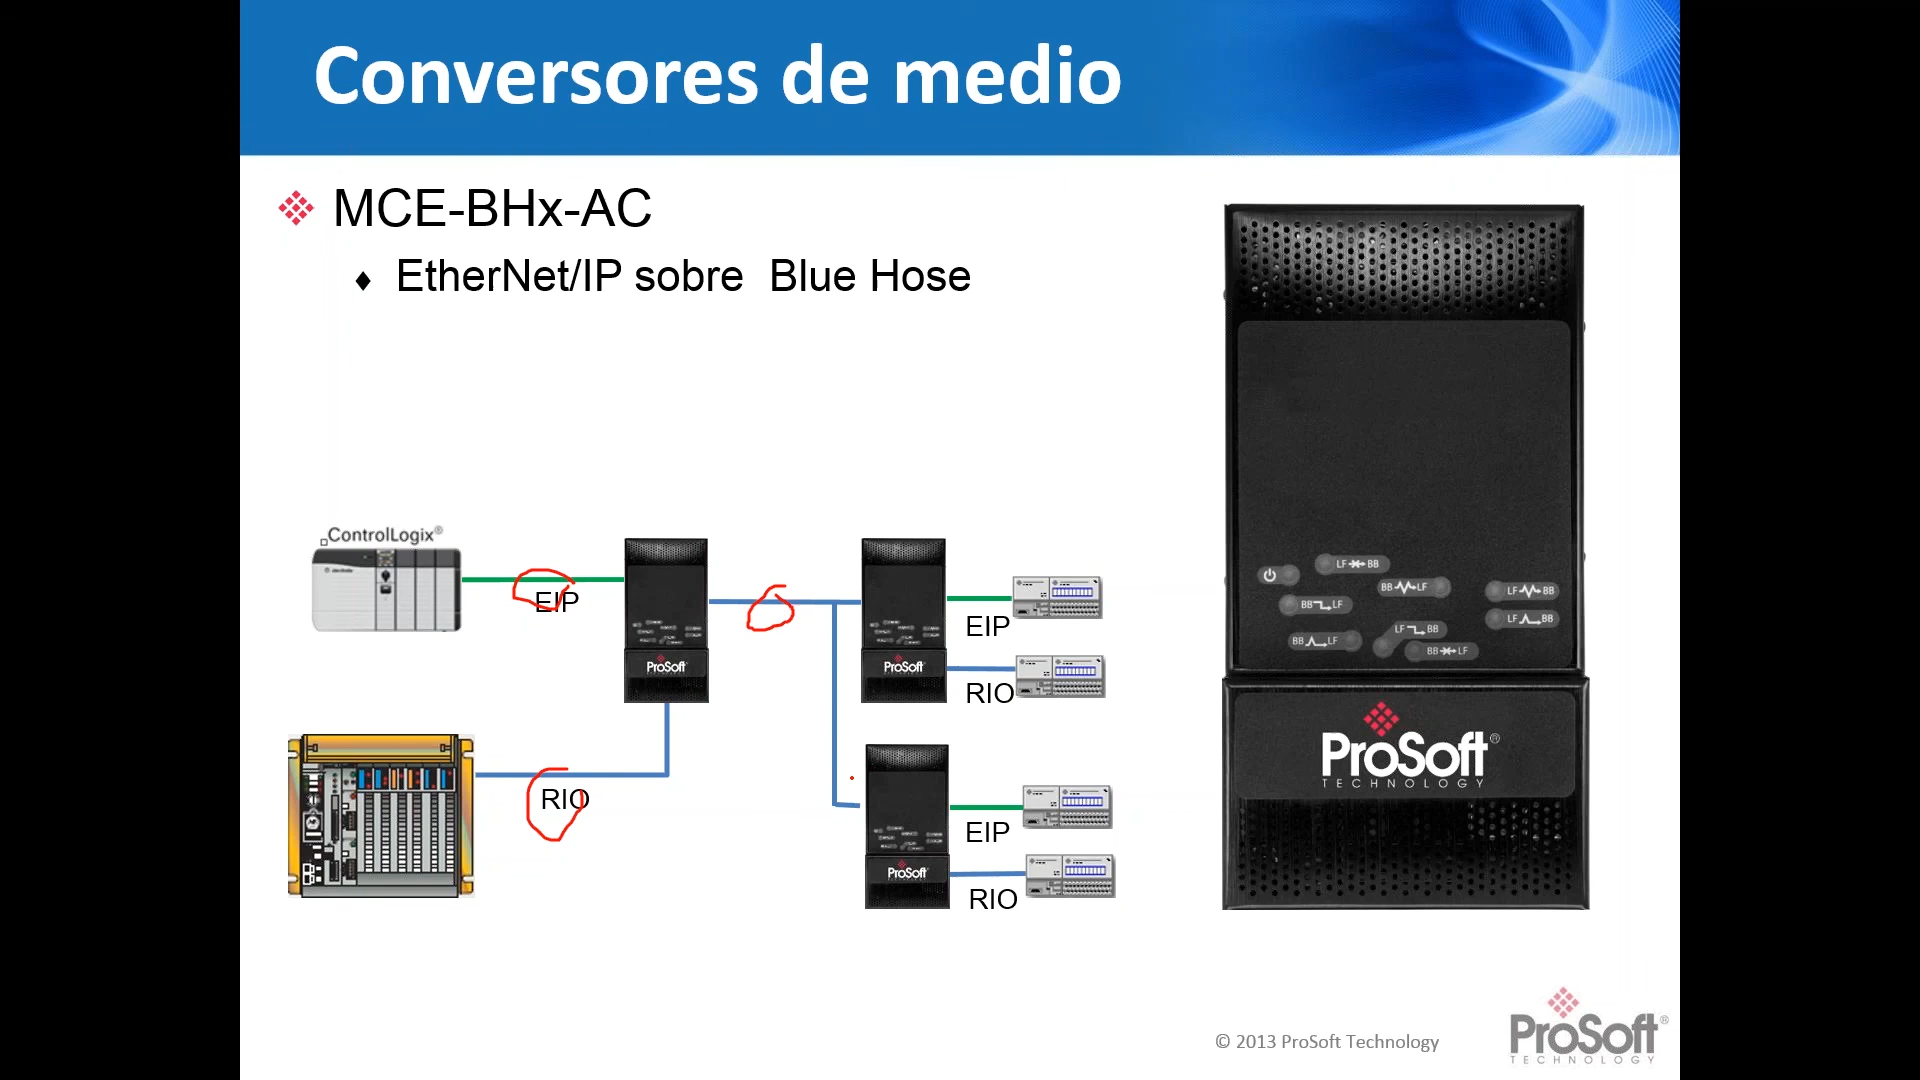 Conversores de medio
MCE-BHx-AC
EtherNet/IP sobre Blue Hose
ControlLogix®
EIP
RIO
ProSoft
ProSoft
EIP
RIO
ProSoft
EIP
RIO
LF BB
BB LF
LF BB
BB LF
LF BB
LF BB
BB LF
BB LF
ProSoft®
TECHNOLOGY
© 2013 ProSoft Technology
ProSoft®
TECHNOLOGY